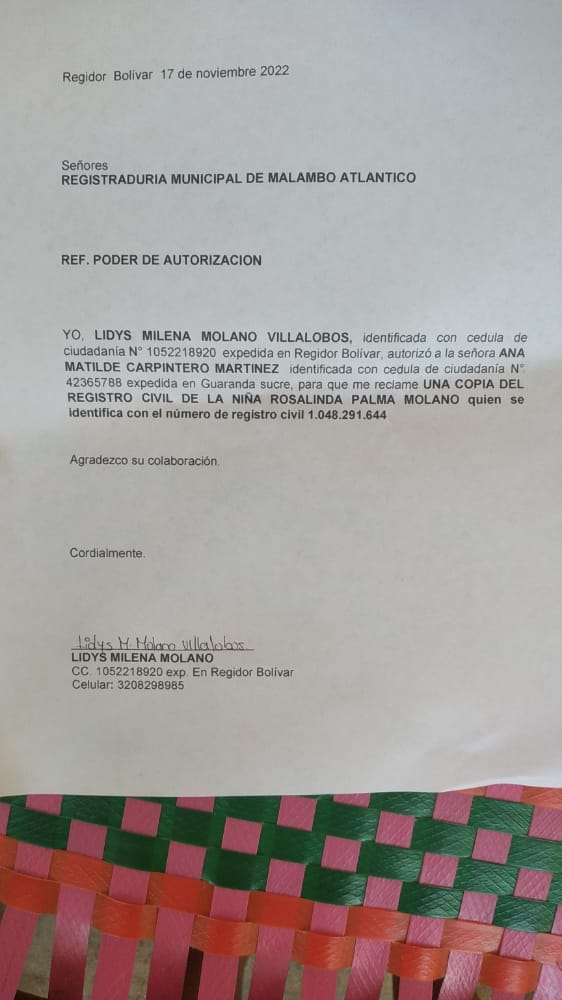 Regidor Bolívar 17 de noviembre 2022
Señores
REGISTRADURIA MUNICIPAL DE MALAMBO ATLANTICO
REF. PODER DE AUTORIZACION
YO, LIDYS MILENA MOLANO VILLALOBOS, identificada con cedula de
ciudadanía N° 1052218920 expedida en Regidor Bolívar, autorizó a la señora ANA
MATILDE CARPINTERO MARTINEZ identificada con cedula de ciudadanía N°
42365788 expedida en Guaranda sucre, para que me reclame UNA COPIA DEL
REGISTRO CIVIL DE LA NIÑA ROSALINDA PALMA MOLANO quien se
identifica con el número de registro civil 1.048.291.644
Agradezco su colaboración.
Cordialmente.
Lidys M. Molano Villalobos.
LIDYS MILENA MOLANO
CC. 1052218920 exp. En Regidor Bolívar
Celular: 3208298985